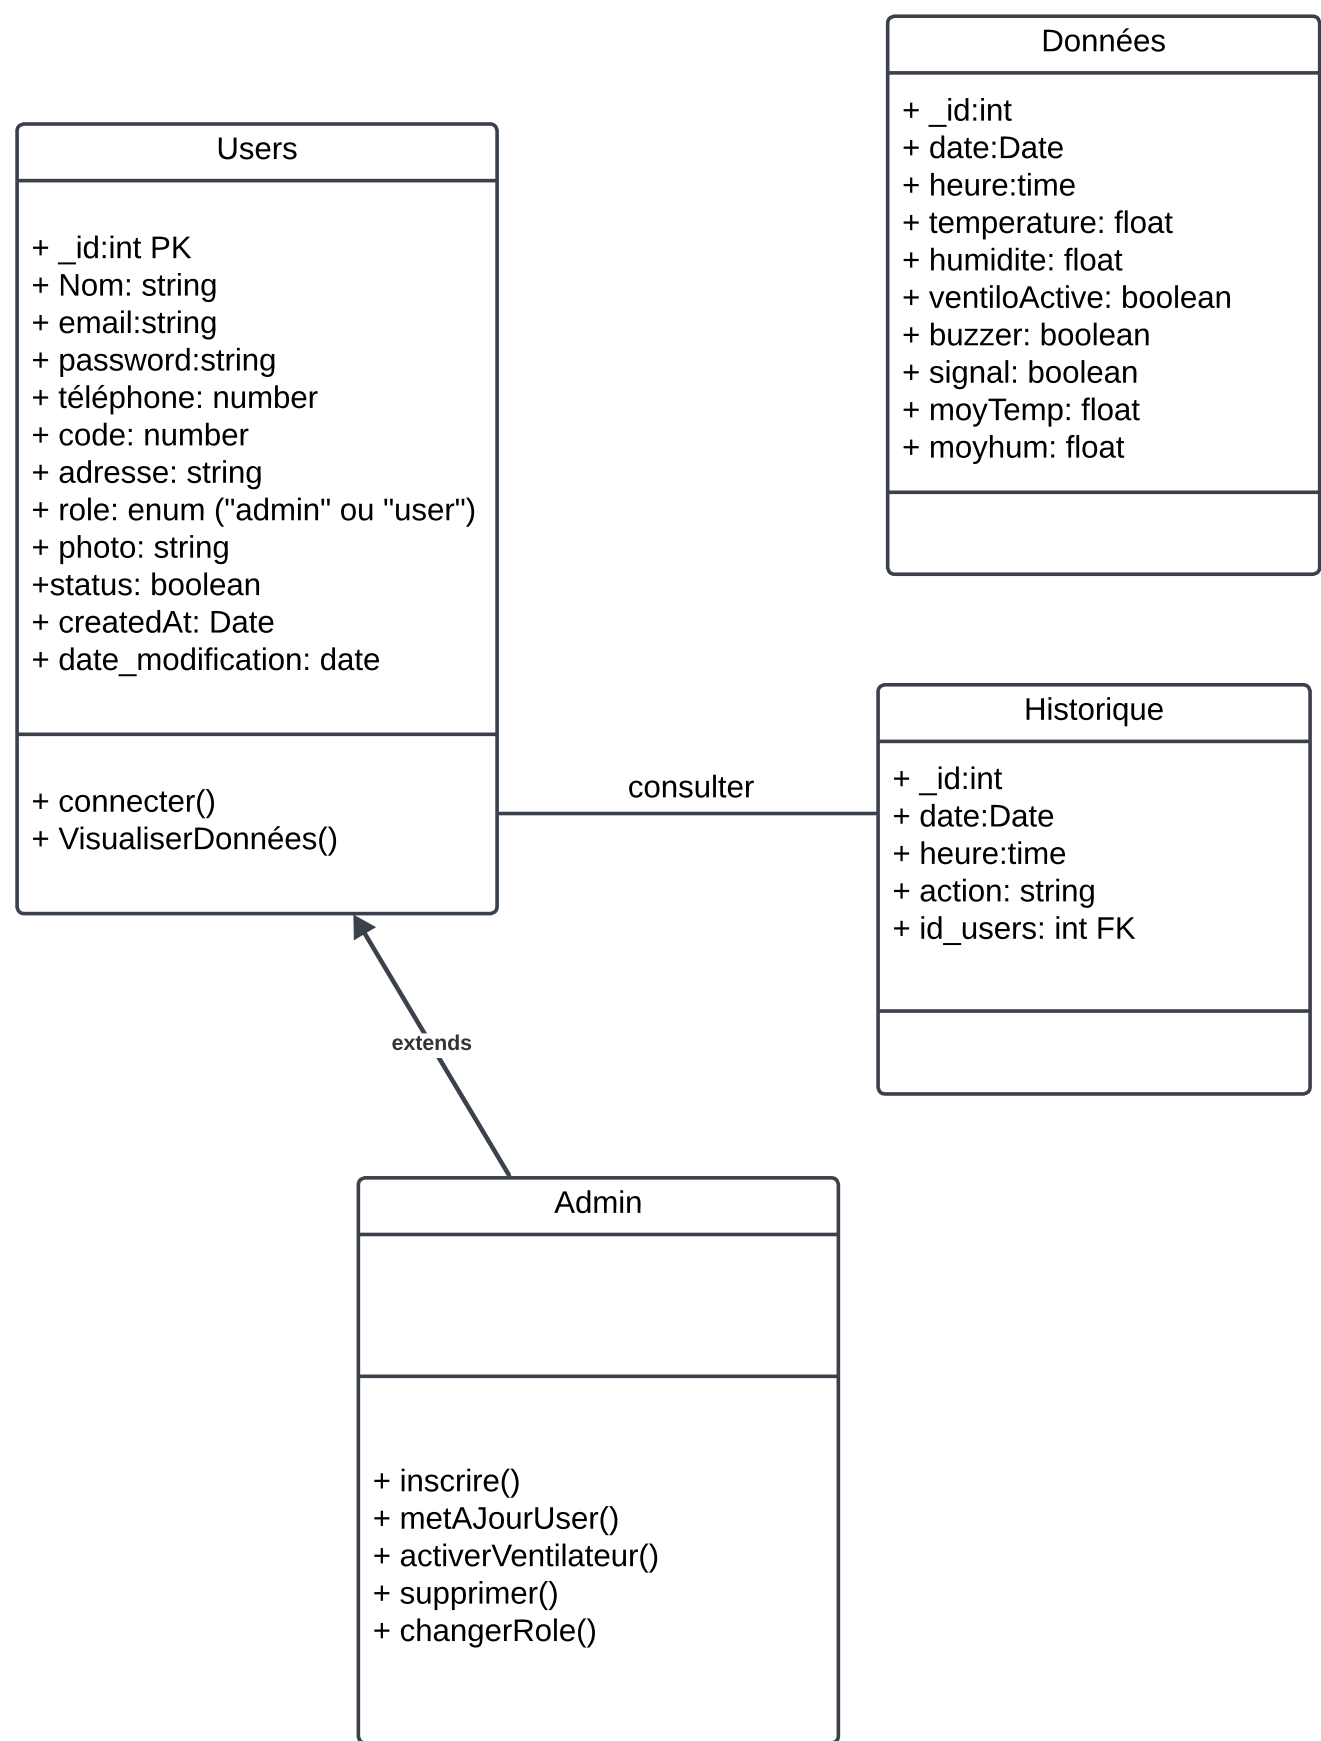 Données
+ _id:int
+ date:Date
+ heure:time
+ temperature: float
+ humidite: float
+ ventiloActive: boolean
+ buzzer: boolean
+ signal: boolean
+ moyTemp: float
+ moyhum: float
Users
+ _id:int PK
+ Nom: string
+ email:string
+ password:string
+ téléphone: number
+ code: number
+ adresse: string
+ role: enum ("admin" ou "user")
+ photo: string
+status: boolean
+ createdAt: Date
+ date_modification: date
+ connecter()
+ VisualiserDonnées()
consulter
Historique
+ _id:int
+ date:Date
+ heure:time
+ action: string
+ id_users: int FK
extends
Admin
+ inscrire()
+ metAJourUser()
+ activerVentilateur()
+ supprimer()
+ changerRole()